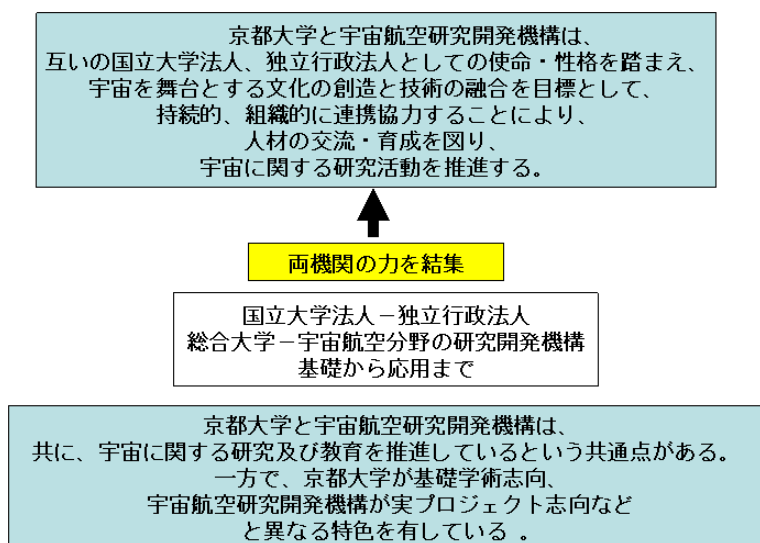 京都大学と宇宙航空研究開発機構は、
互いの国立大学法人、独立行政法人としての使命・性格を踏まえ、
宇宙を舞台とする文化の創造と技術の融合を目標として、
持続的、組織的に連携協力することにより、
人材の交流・育成を図り、
宇宙に関する研究活動を推進する。
両機関の力を結集
国立大学法人－独立行政法人
総合大学－宇宙航空分野の研究開発機構
基礎から応用まで
京都大学と宇宙航空研究開発機構は、
共に、宇宙に関する研究及び教育を推進しているという共通点がある。
一方で、京都大学が基礎学術志向、
宇宙航空研究開発機構が実プロジェクト志向など
と異なる特色を有している 。